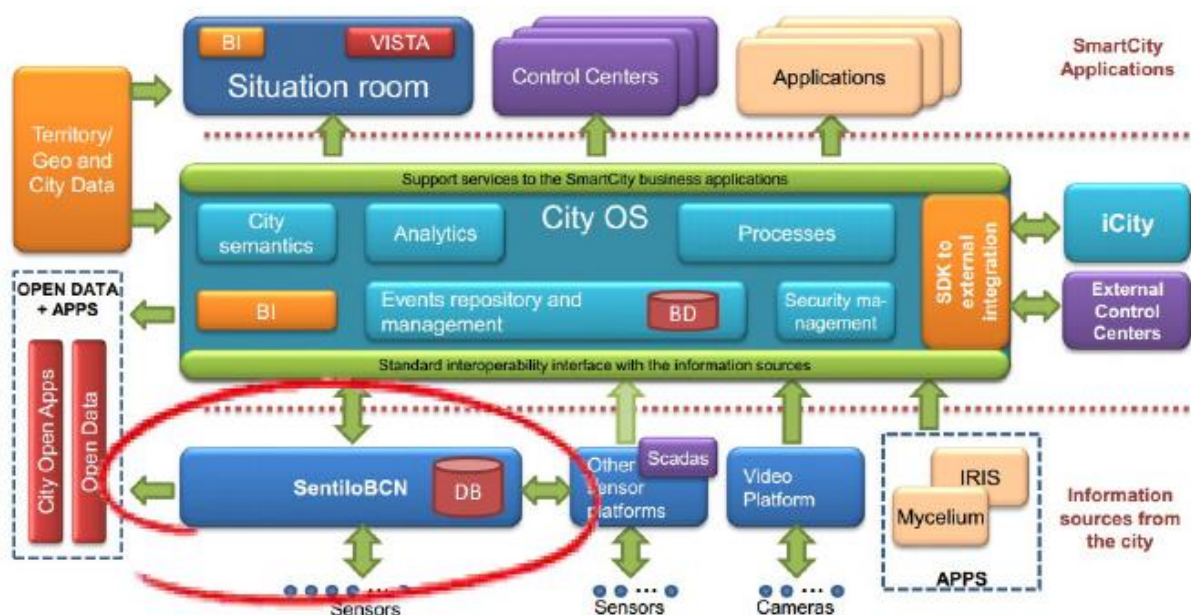 BI
VISTA
Situation room
Control Centers
Applications
SmartCity
Applications
Territory/
Geo and
City Data
Support services to the SmartCity business applications
City OS
City
semantics
Analytics
Processes
SDK to
external
integration
iCity
OPEN DATA
+ APPS
BI
Events repository and
management
BD
Security ma-
nagement
External
Control
Centers
Standard interoperability interface with the information sources
City Open Apps
Open Data
SentiloBCN
DB
Other
sensor
platforms
Scadas
Video
Platform
IRIS
Mycelium
APPS
Information
sources from
the city
Sensors
Sensors
Cameras